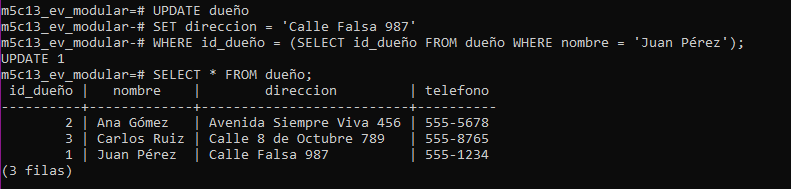 m5c13_ev_modular=# UPDATE dueño
m5c13_ev_modular-# SET direccion = 'Calle Falsa 987'
m5c13_ev_modular-# WHERE id_dueño = (SELECT id_dueño FROM dueño WHERE nombre = 'Juan Pérez');
UPDATE 1
m5c13_ev_modular=# SELECT * FROM dueño;
 id_dueño |   nombre    |         direccion          | telefono
----------+-------------+----------------------------+----------
        2 | Ana Gómez   | Avenida Siempre Viva 456 | 555-5678
        3 | Carlos Ruiz | Calle 8 de Octubre 789   | 555-8765
        1 | Juan Pérez  | Calle Falsa 987          | 555-1234
(3 filas)